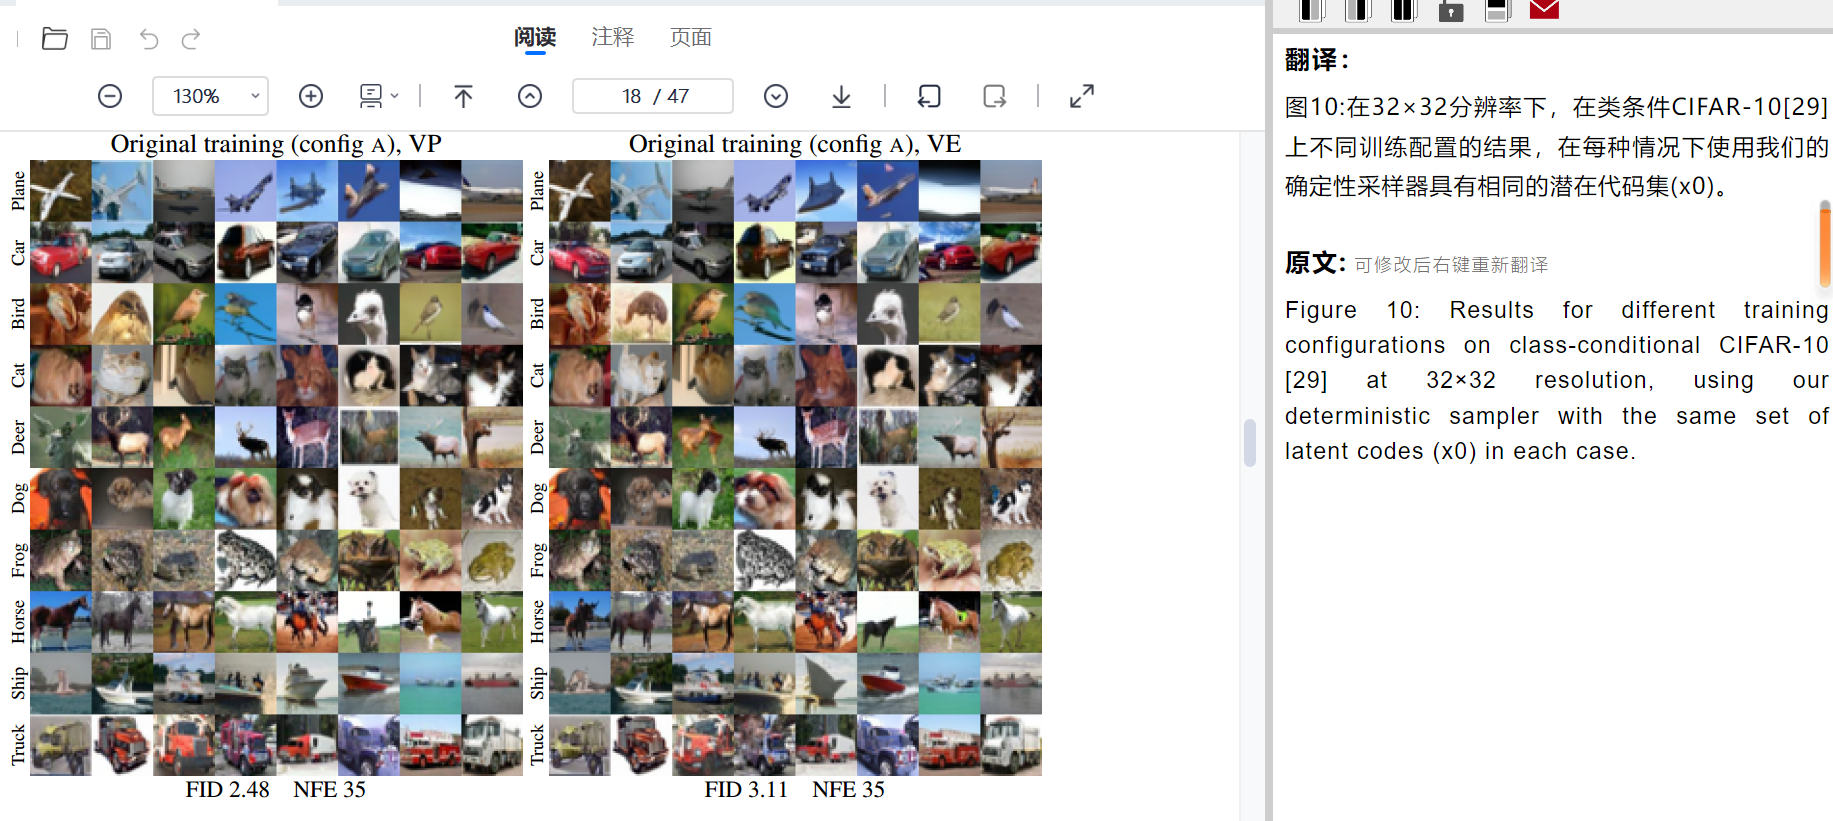 阅读 注释 页面
130% 18 / 47
Original training (config A), VP
Plane
Car
Bird
Cat
Deer
Dog
Frog
Horse
Ship
Truck
FID 2.48 NFE 35
Original training (config A), VE
Plane
Car
Bird
Cat
Deer
Dog
Frog
Horse
Ship
Truck
FID 3.11 NFE 35
翻译：
图10:在32×32分辨率下，在类条件CIFAR-10[29]
上不同训练配置的结果，在每种情况下使用我们的
确定性采样器具有相同的潜在代码集(x0)。
原文: 可修改后右键重新翻译
Figure 10: Results for different training
configurations on class-conditional CIFAR-10
[29] at 32×32 resolution, using our
deterministic sampler with the same set of
latent codes (x0) in each case.